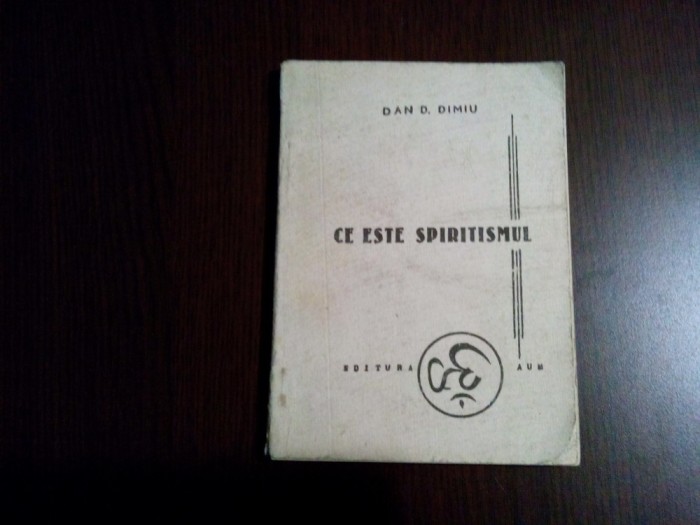 DAN D. DIMIU
CE ESTE SPIRITISMUL
EDITURA AUM